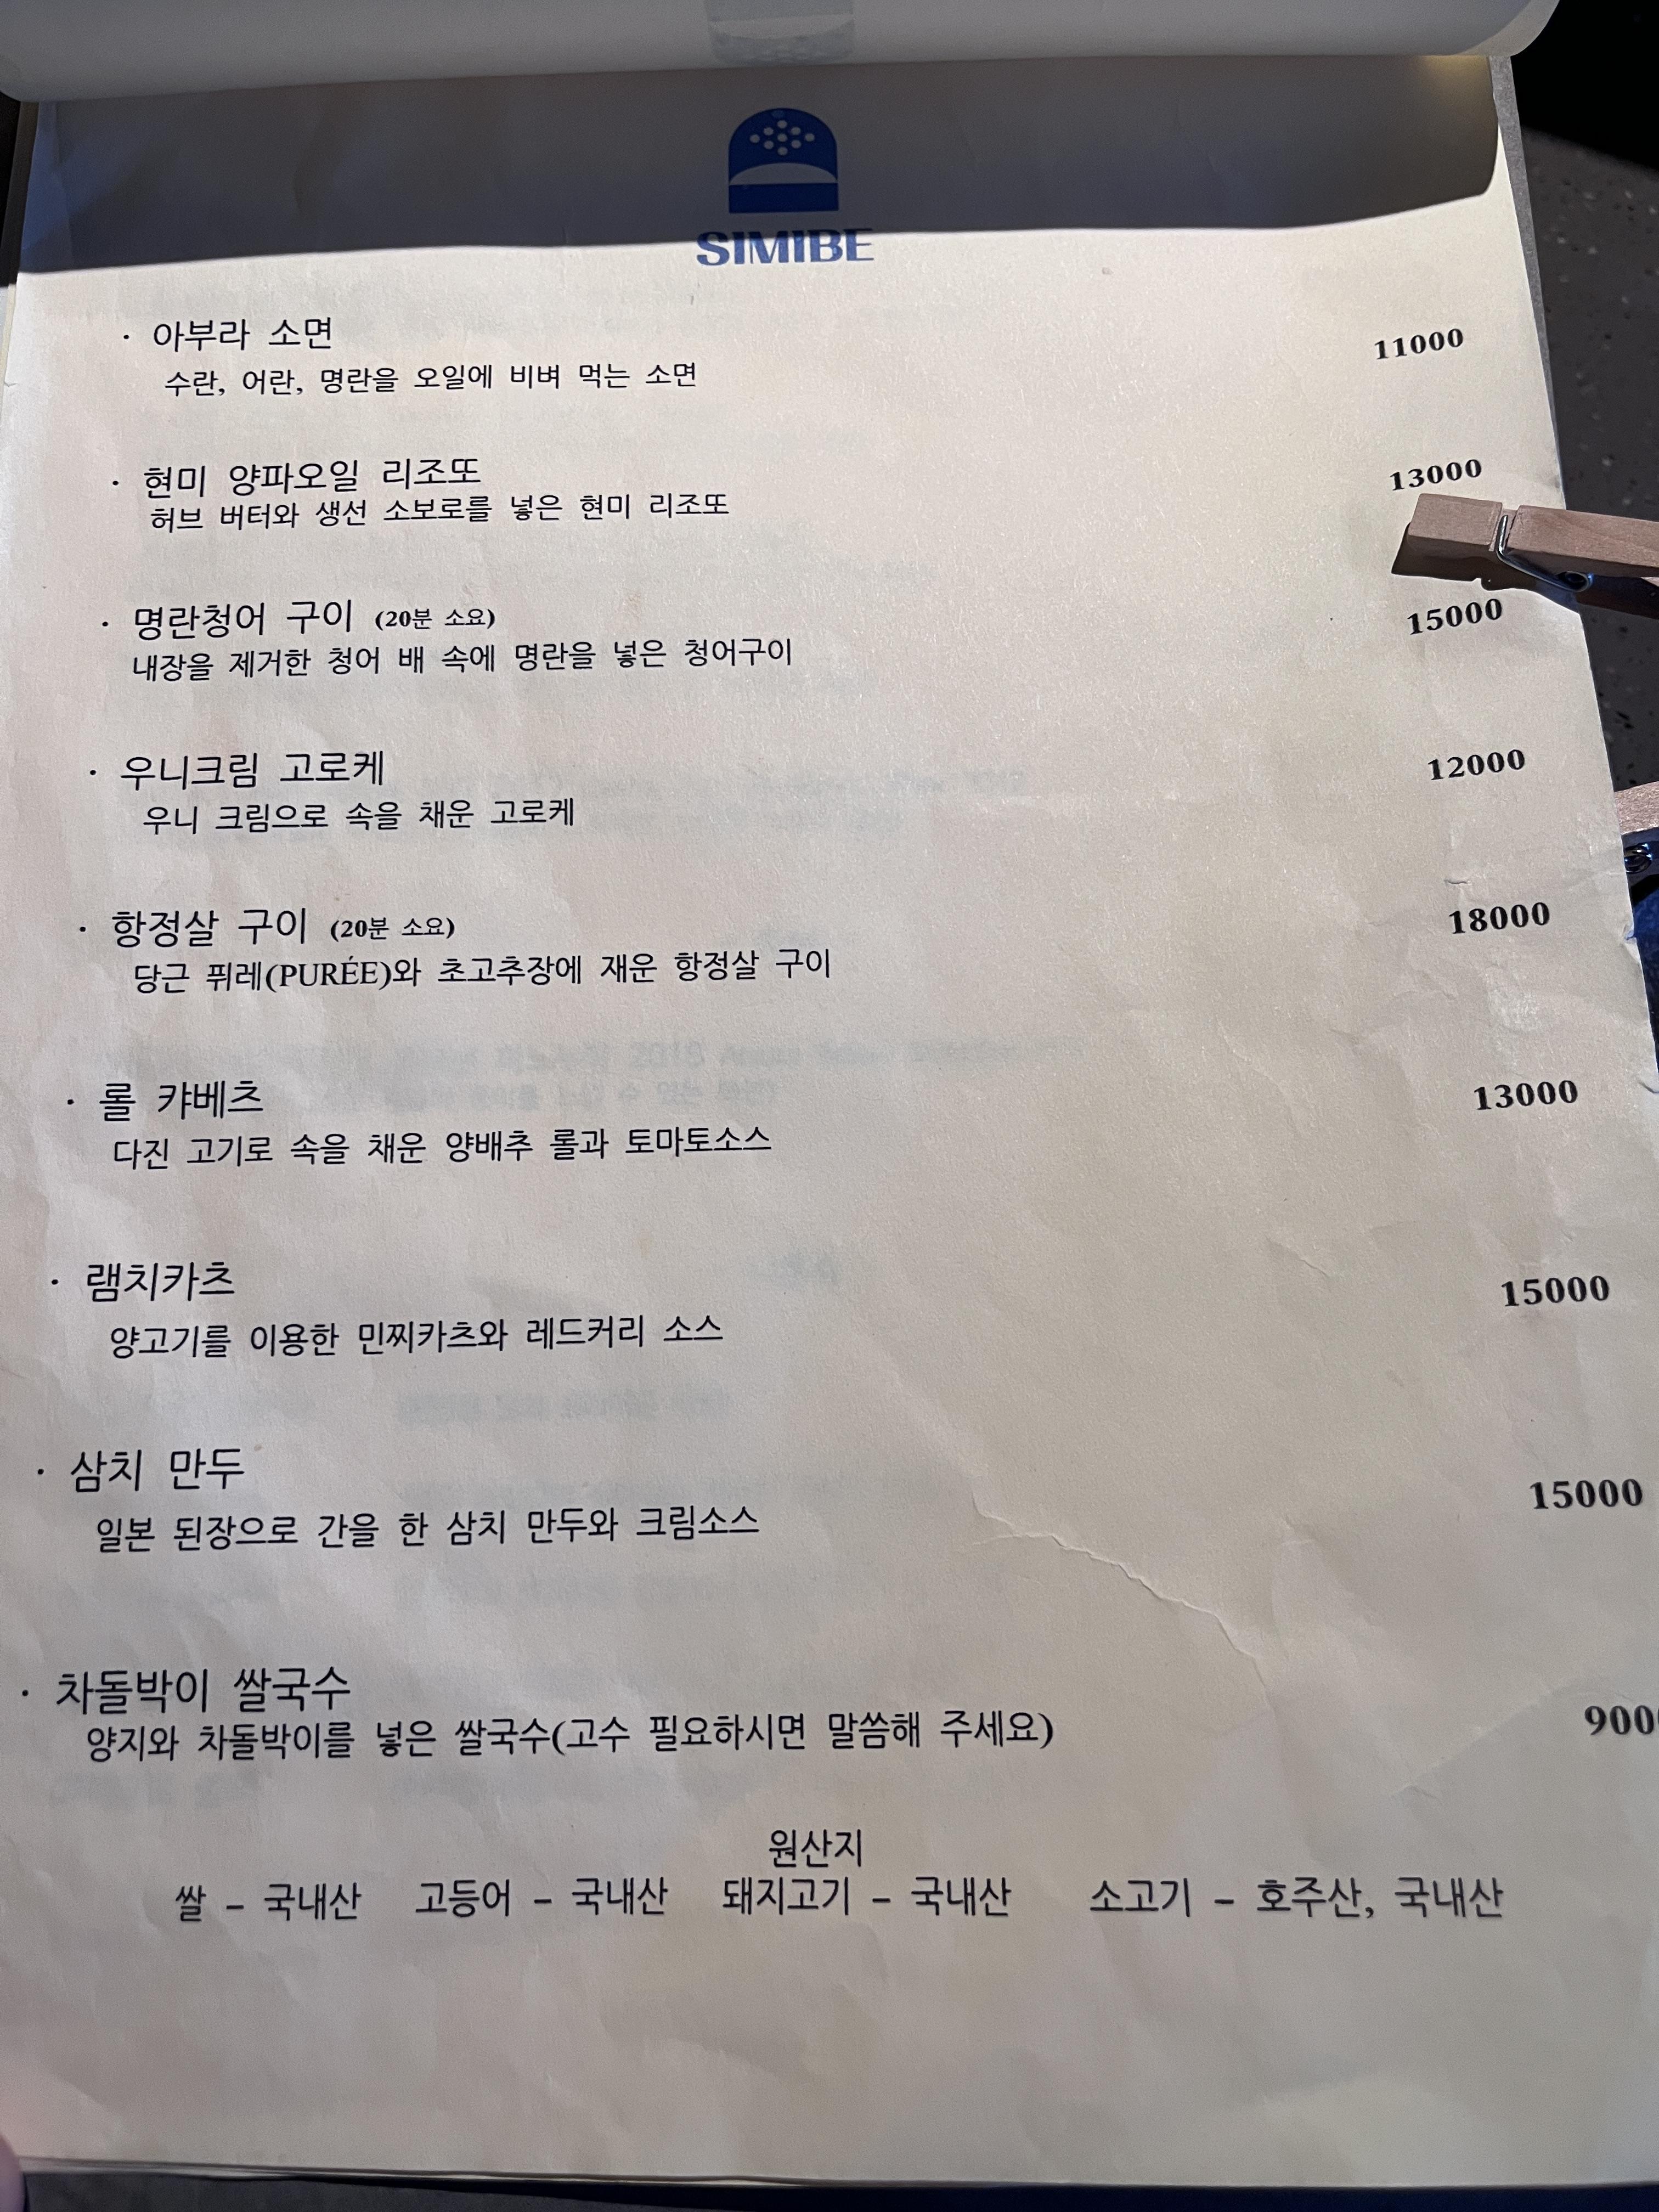 SIMIBE
· 아부라 소면 11000
수란, 어란, 명란을 오일에 비벼 먹는 소면
· 현미 양파오일 리조또 13000
허브 버터와 생선 소보로를 넣은 현미 리조또
· 명란청어 구이 (20분 소요) 15000
내장을 제거한 청어 배 속에 명란을 넣은 청어구이
· 우니크림 고로케 12000
우니 크림으로 속을 채운 고로케
· 항정살 구이 (20분 소요) 18000
당근 퓌레(PURÉE)와 초고추장에 재운 항정살 구이
· 롤 캬베츠 13000
다진 고기로 속을 채운 양배추 롤과 토마토소스
· 램치카츠 15000
양고기를 이용한 민찌카츠와 레드커리 소스
· 삼치 만두 15000
일본 된장으로 간을 한 삼치 만두와 크림소스
· 차돌박이 쌀국수
양지와 차돌박이를 넣은 쌀국수(고수 필요하시면 말씀해 주세요)
원산지
쌀 - 국내산 고등어 - 국내산 돼지고기 - 국내산 소고기 - 호주산, 국내산